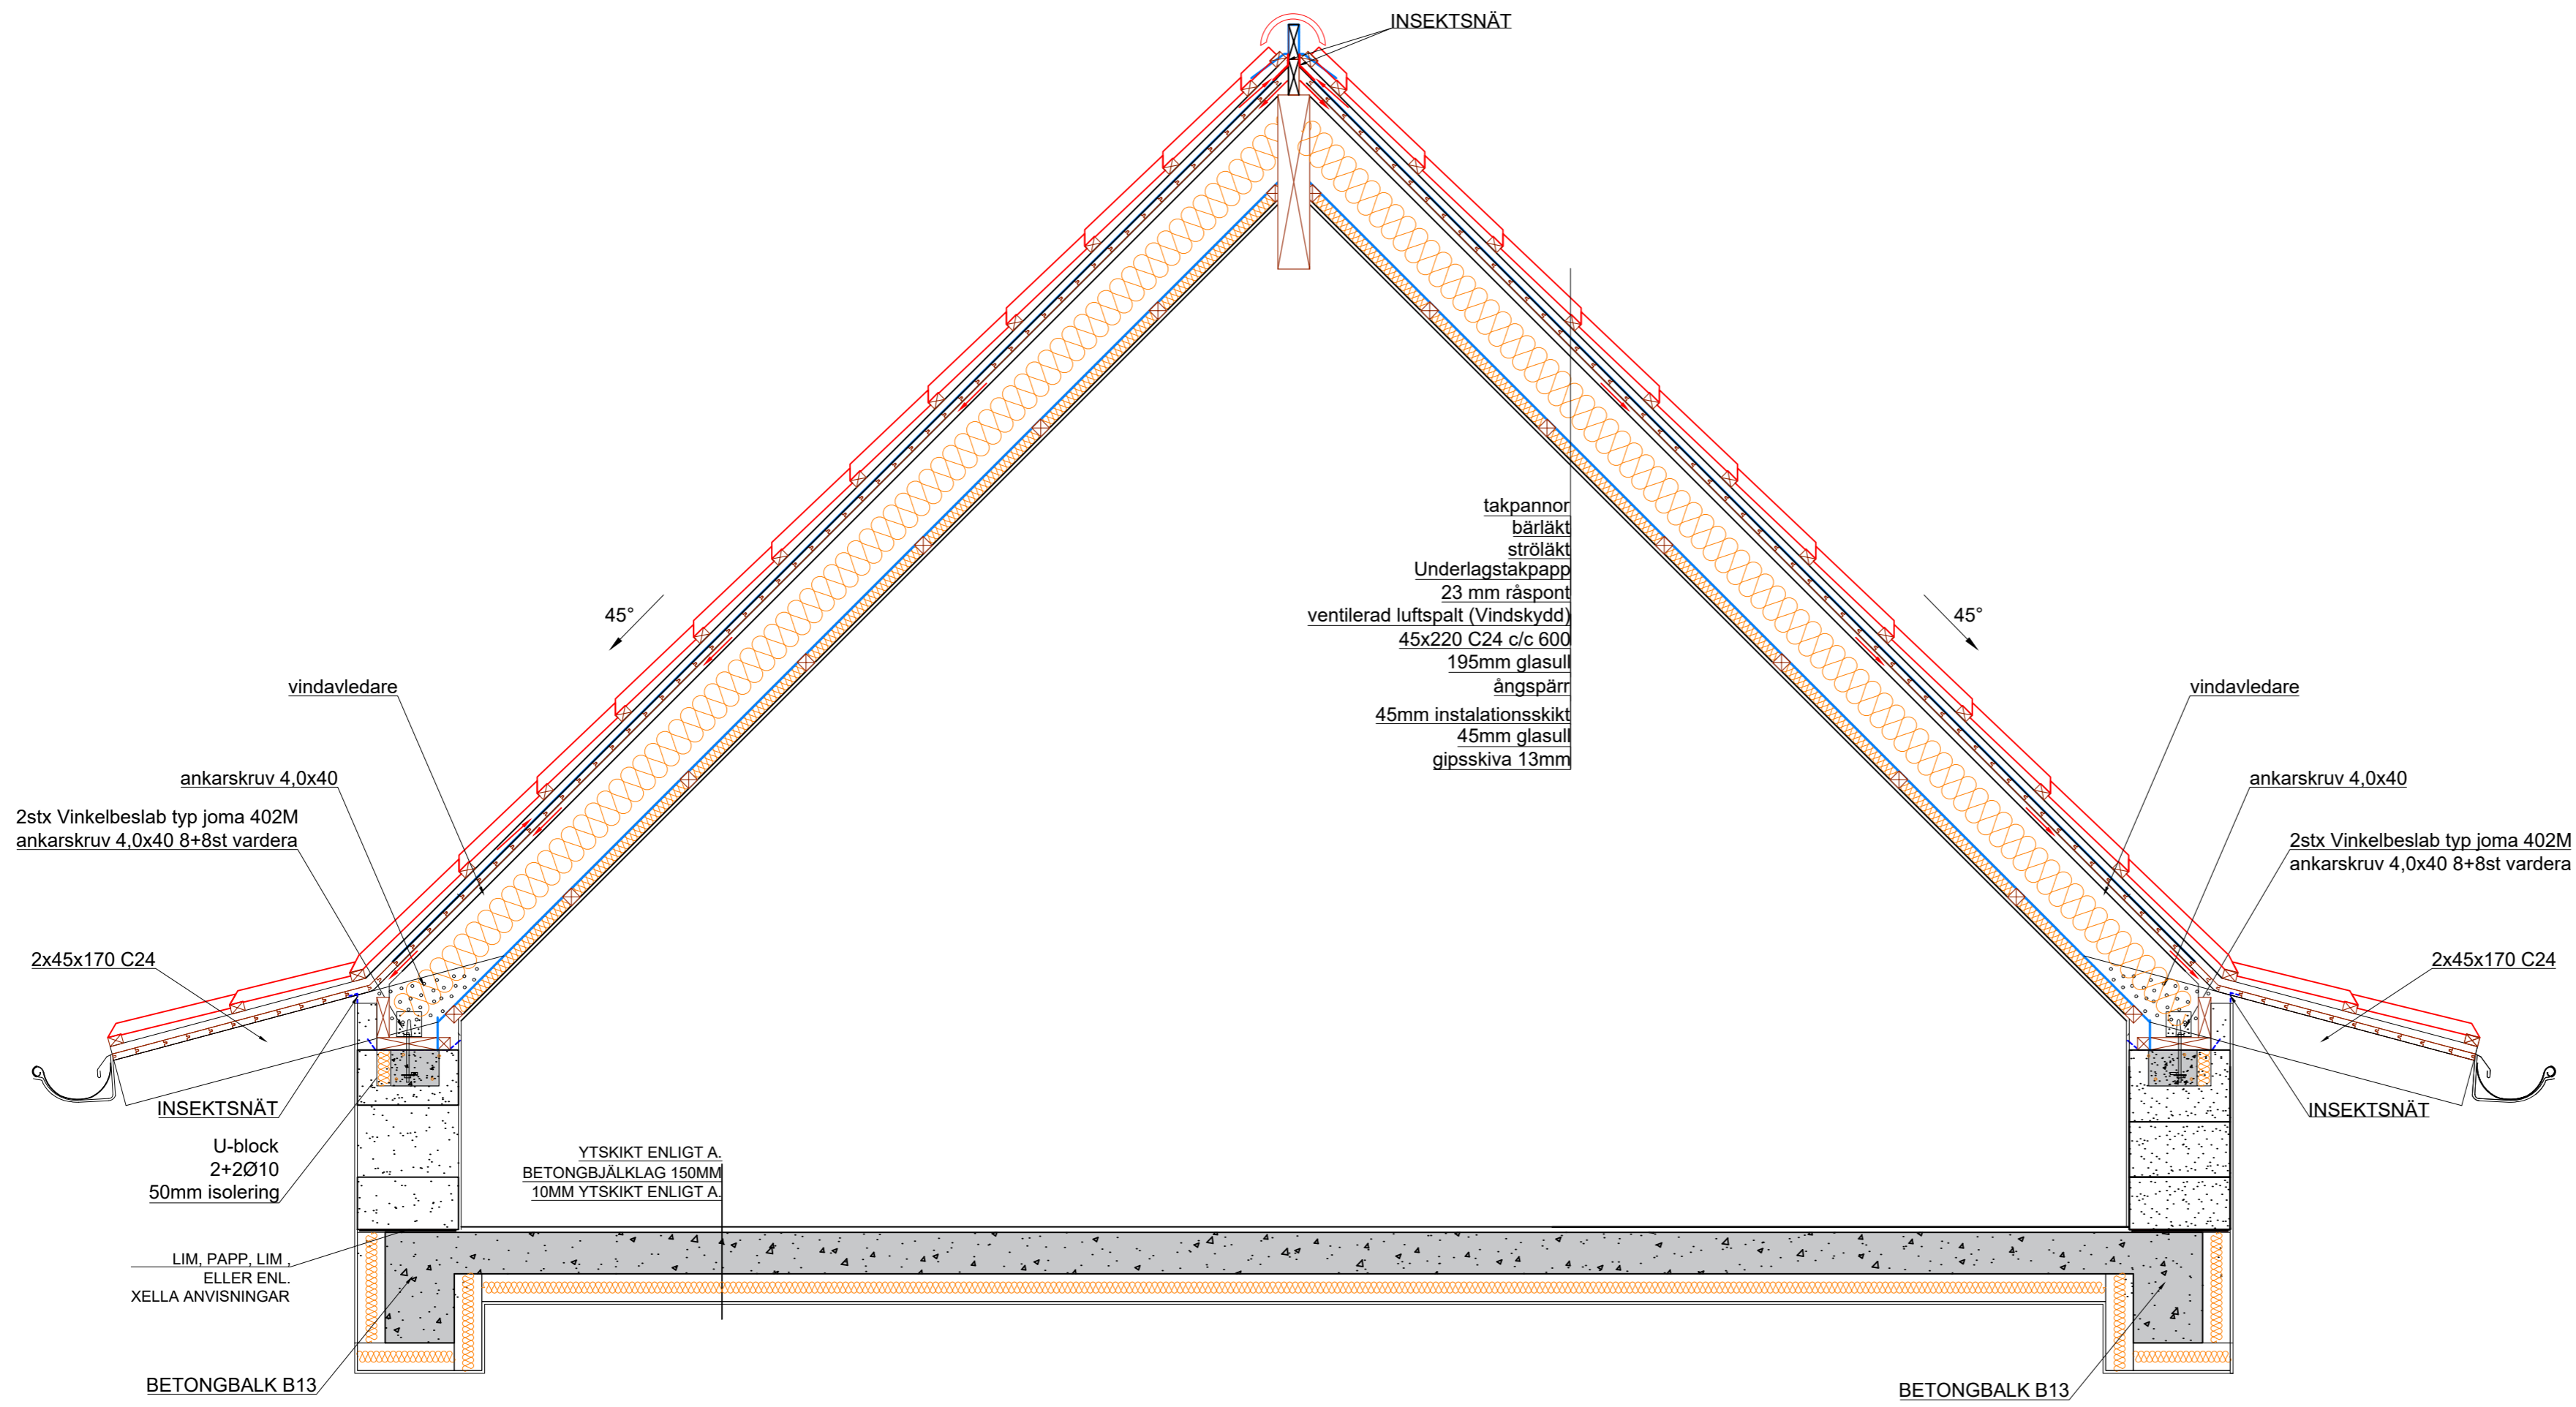 INSEKTSNÄT
takpannor
bärläkt
ströläkt
Underlagstakpapp
23 mm råspont
ventilerad luftspalt (Vindskydd)
45x220 C24 c/c 600
195mm glasull
ångspärr
45mm instalationsskikt
45mm glasull
gipsskiva 13mm
45°
45°
vindavledare
vindavledare
ankarskruv 4,0x40
ankarskruv 4,0x40
2stx Vinkelbeslab typ joma 402M
ankarskruv 4,0x40 8+8st vardera
2stx Vinkelbeslab typ joma 402M
ankarskruv 4,0x40 8+8st vardera
2x45x170 C24
2x45x170 C24
INSEKTSNÄT
INSEKTSNÄT
U-block
2+2Ø10
50mm isolering
YTSKIKT ENLIGT A.
BETONGBJÄLKLAG 150MM
10MM YTSKIKT ENLIGT A.
LIM, PAPP, LIM ,
ELLER ENL.
XELLA ANVISNINGAR
BETONGBALK B13
BETONGBALK B13